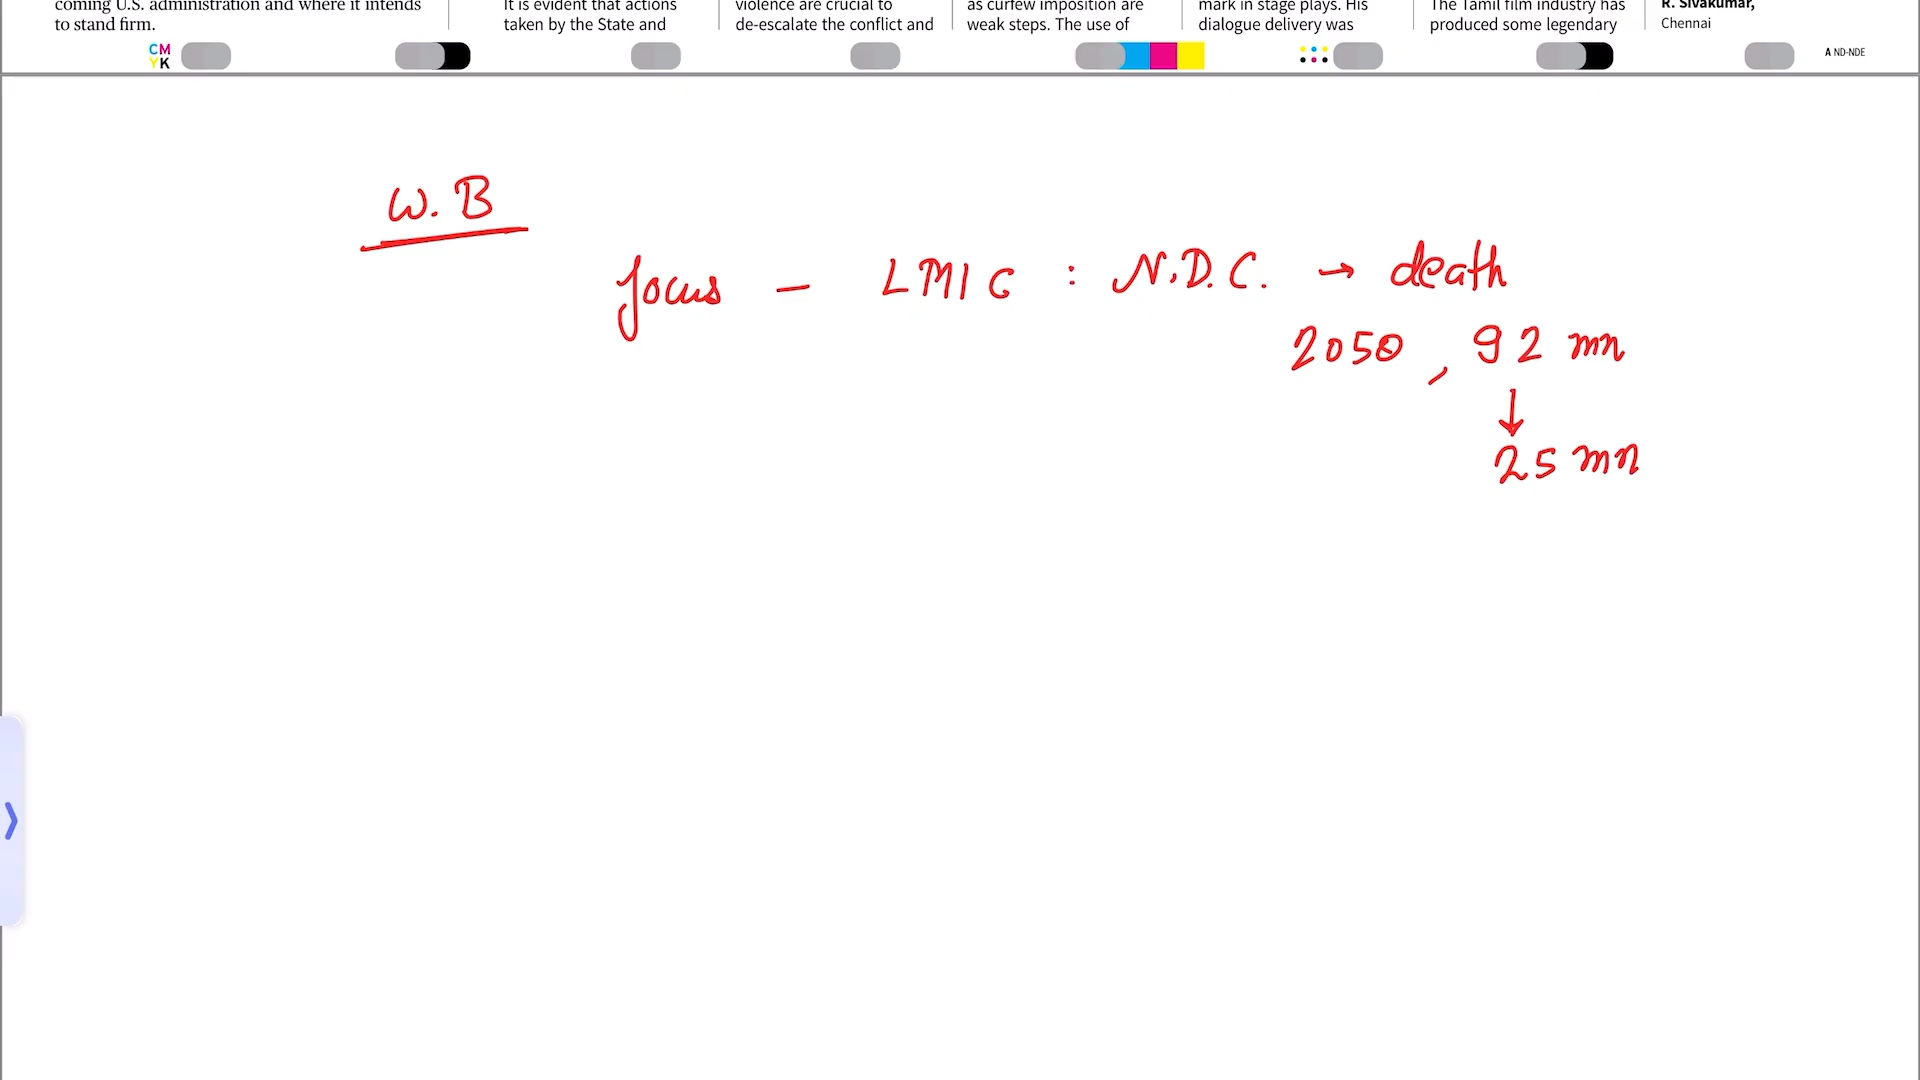 coming U.S. administration and where it intends
to stand firm.
It is evident that actions
taken by the State and
violence are crucial to
de-escalate the conflict and
as curfew imposition are
weak steps. The use of
mark in stage plays. His
dialogue delivery was
The Tamil film industry has
produced some legendary
R. Sivakumar,
Chennai
CM
YK
A ND-NDE
W.B
focus - LMIC : N.D.C. → death
2050 , 92 mn
↓
25 mn